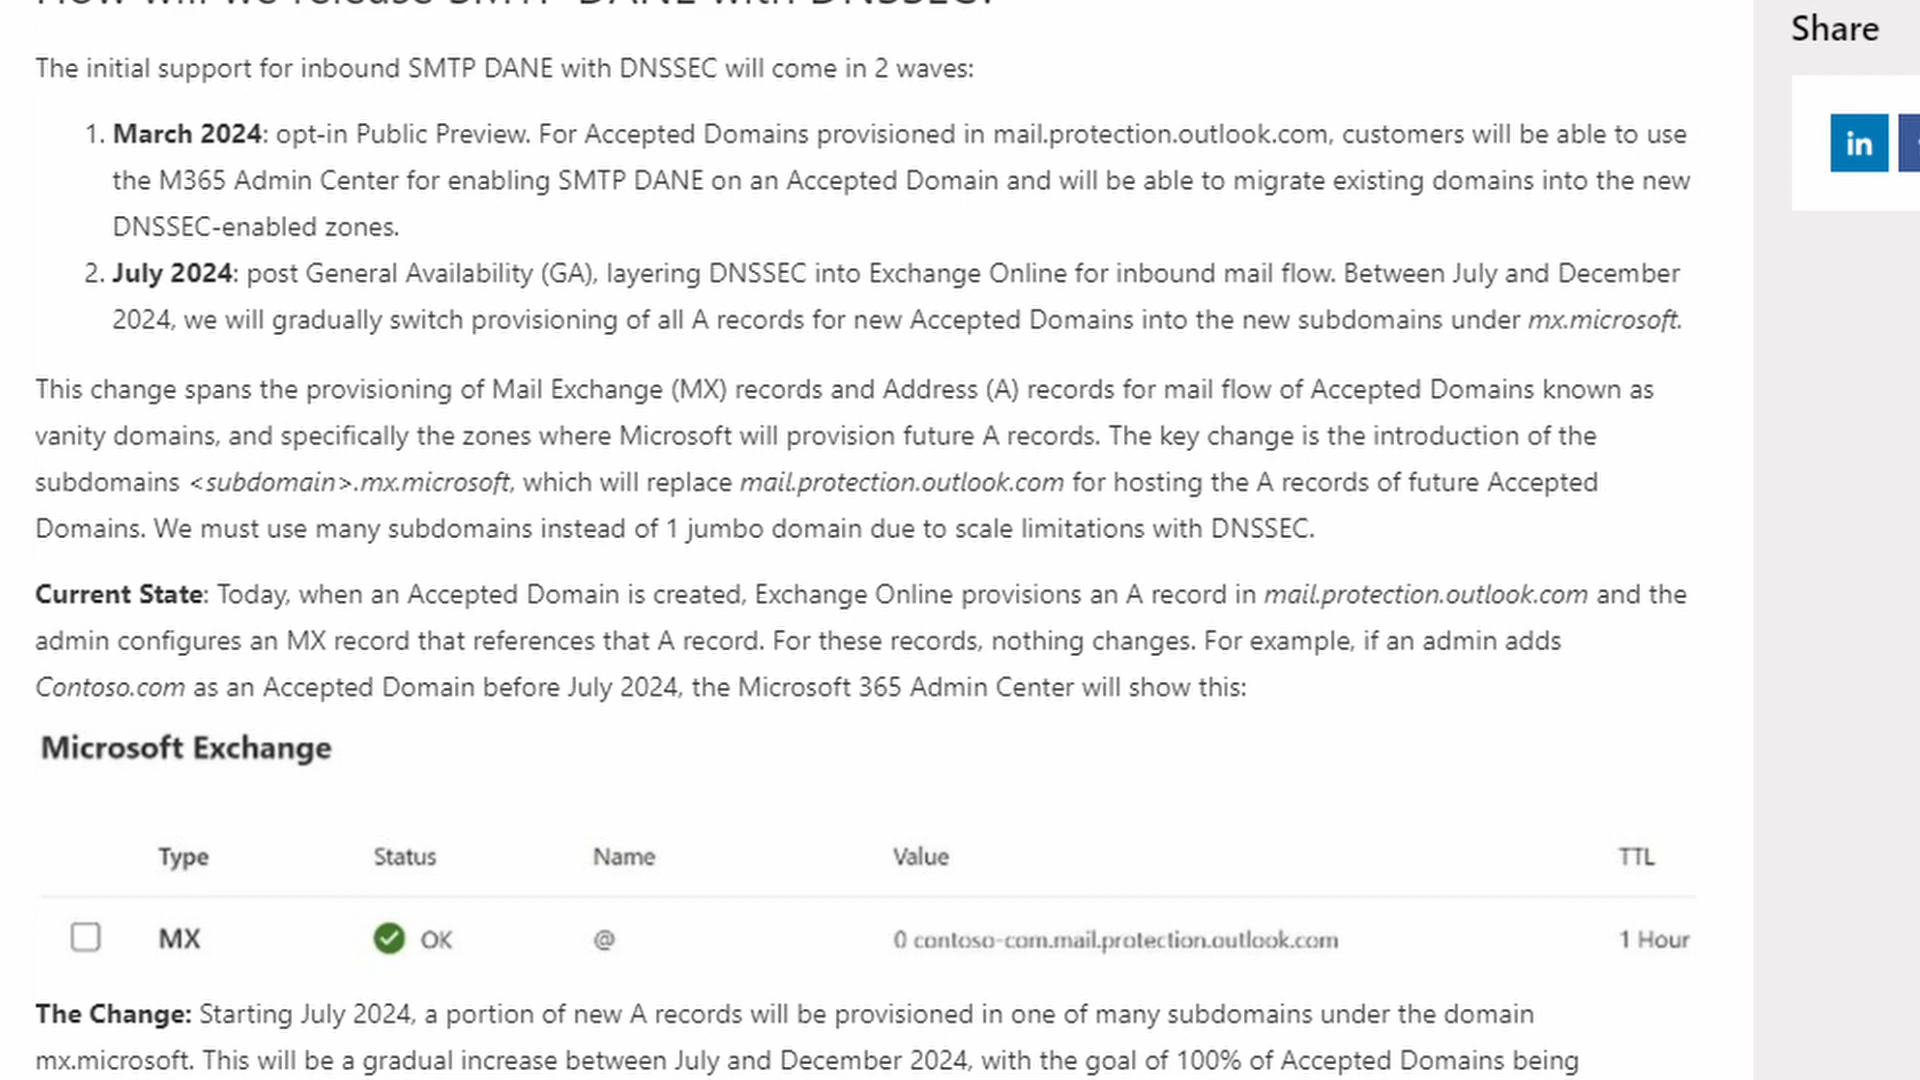 How will we release SMTP DANE with DNSSEC?
Share
The initial support for inbound SMTP DANE with DNSSEC will come in 2 waves:
in
1. March 2024: opt-in Public Preview. For Accepted Domains provisioned in mail.protection.outlook.com, customers will be able to use
the M365 Admin Center for enabling SMTP DANE on an Accepted Domain and will be able to migrate existing domains into the new
DNSSEC-enabled zones.
2. July 2024: post General Availability (GA), layering DNSSEC into Exchange Online for inbound mail flow. Between July and December
2024, we will gradually switch provisioning of all A records for new Accepted Domains into the new subdomains under mx.microsoft.
This change spans the provisioning of Mail Exchange (MX) records and Address (A) records for mail flow of Accepted Domains known as
vanity domains, and specifically the zones where Microsoft will provision future A records. The key change is the introduction of the
subdomains <subdomain>.mx.microsoft, which will replace mail.protection.outlook.com for hosting the A records of future Accepted
Domains. We must use many subdomains instead of 1 jumbo domain due to scale limitations with DNSSEC.
Current State: Today, when an Accepted Domain is created, Exchange Online provisions an A record in mail.protection.outlook.com and the
admin configures an MX record that references that A record. For these records, nothing changes. For example, if an admin adds
Contoso.com as an Accepted Domain before July 2024, the Microsoft 365 Admin Center will show this:
Microsoft Exchange
Type Status Name Value TTL
MX OK @ 0 contoso-com.mail.protection.outlook.com 1 Hour
The Change: Starting July 2024, a portion of new A records will be provisioned in one of many subdomains under the domain
mx.microsoft. This will be a gradual increase between July and December 2024, with the goal of 100% of Accepted Domains being